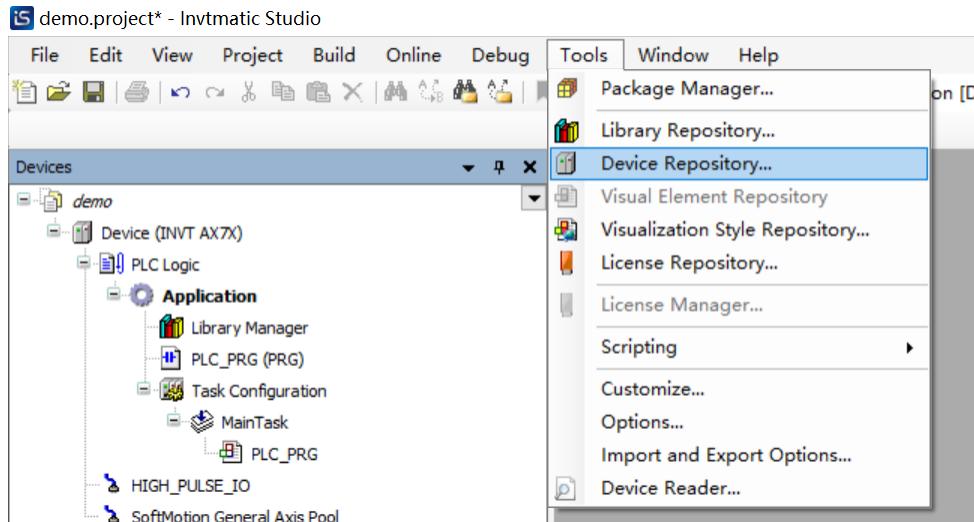 demo.project* - Invtmatic Studio
File Edit View Project Build Online Debug Tools Window Help
on [D
Package Manager...
Library Repository...
Device Repository...
Visual Element Repository
Visualization Style Repository...
License Repository...
License Manager...
Scripting
Customize...
Options...
Import and Export Options...
Device Reader...
Devices
demo
Device (INVT AX7X)
PLC Logic
Application
Library Manager
PLC_PRG (PRG)
Task Configuration
MainTask
PLC_PRG
HIGH_PULSE_IO
SoftMotion General Axis Pool